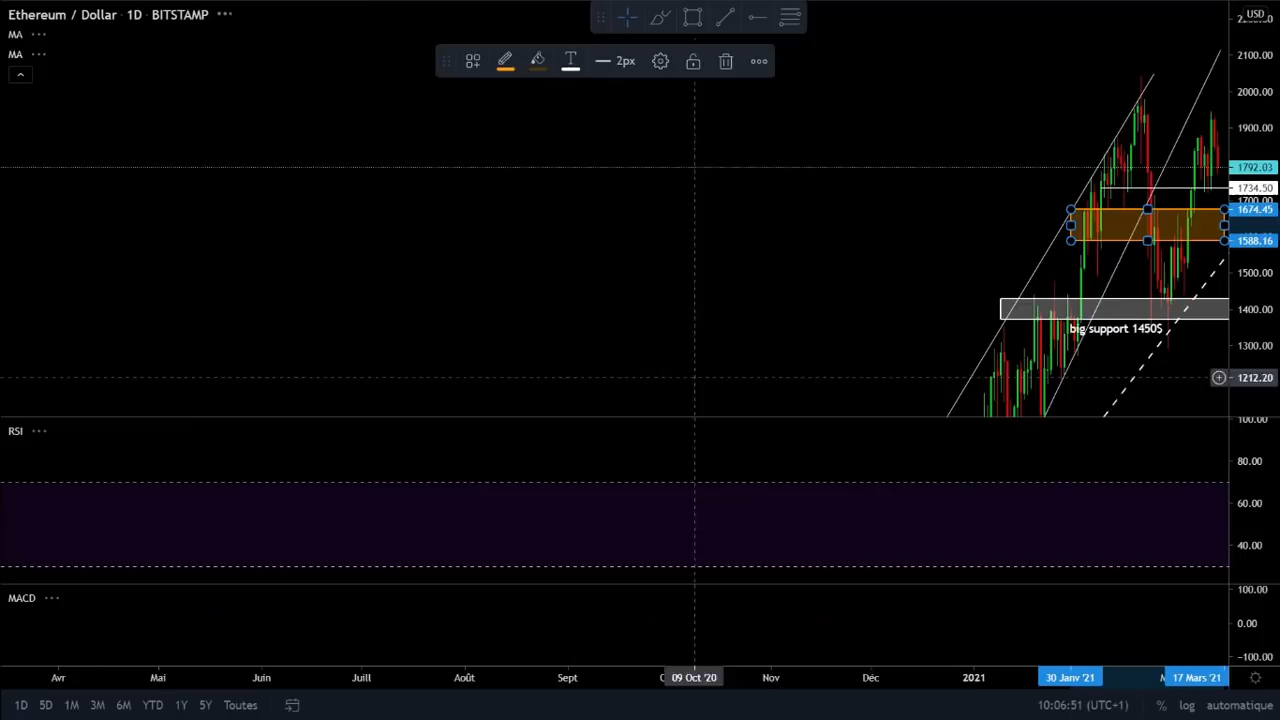 Ethereum / Dollar · 1D · BITSTAMP
USD
MA
MA
T
2px
2100.00
2000.00
1900.00
1792.03
1734.50
1700.00
1674.45
1588.16
1500.00
1400.00
big support 1450$
1300.00
1212.20
100.00
RSI
80.00
60.00
40.00
MACD
100.00
0.00
−100.00
Avr
Mai
Juin
Juill
Août
Sept
09 Oct '20
Nov
Déc
2021
30 Janv '21
17 Mars '21
1D 5D 1M 3M 6M YTD 1Y 5Y Toutes
10:06:51 (UTC+1) % log automatique